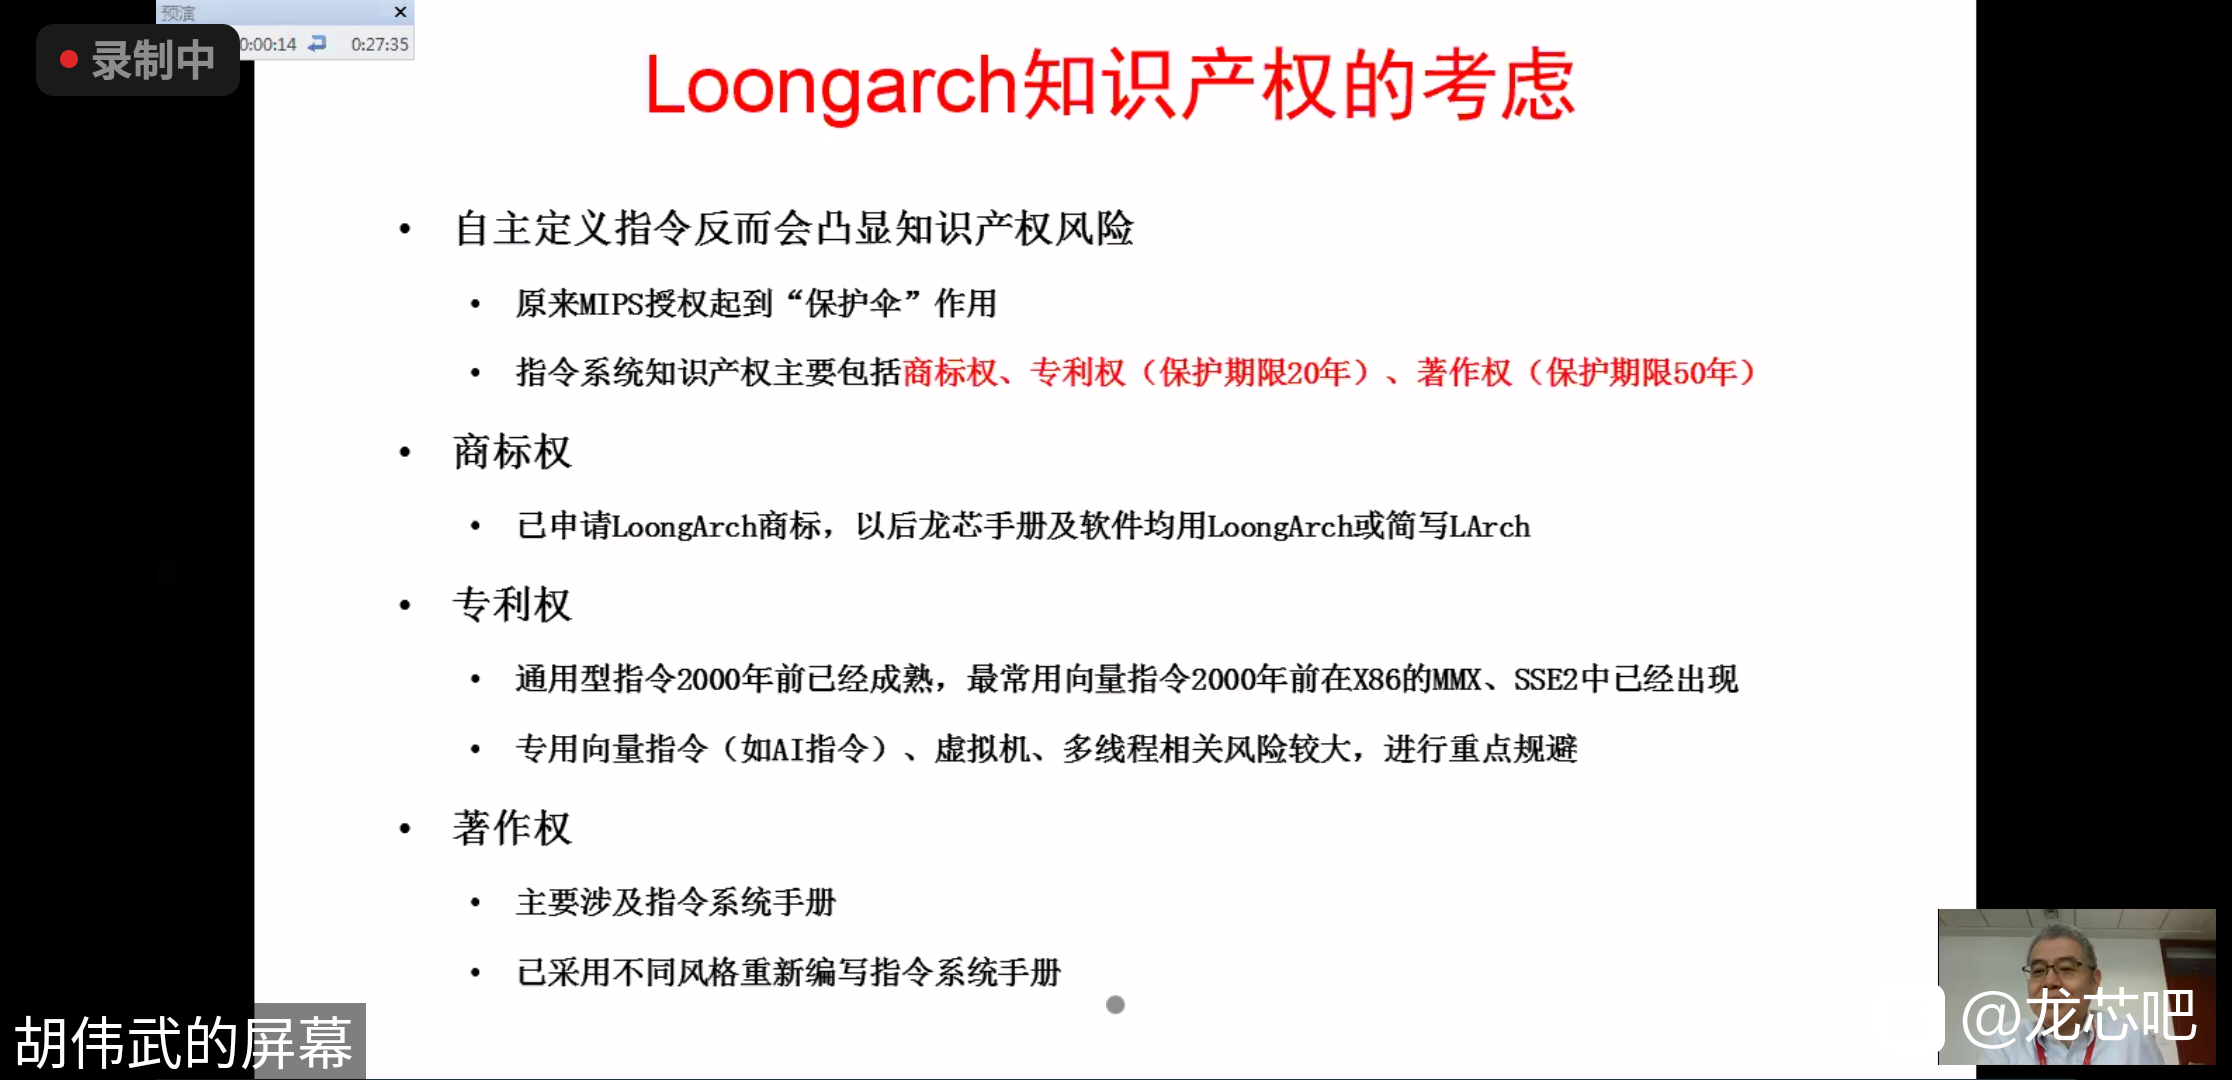 预演
录制中
0:00:14 0:27:35
Loongarch知识产权的考虑
• 自主定义指令反而会凸显知识产权风险
• 原来MIPS授权起到“保护伞”作用
• 指令系统知识产权主要包括商标权、专利权（保护期限20年）、著作权（保护期限50年）
• 商标权
• 已申请LoongArch商标，以后龙芯手册及软件均用LoongArch或简写LArch
• 专利权
• 通用型指令2000年前已经成熟，最常用向量指令2000年前在X86的MMX、SSE2中已经出现
• 专用向量指令（如AI指令）、虚拟机、多线程相关风险较大，进行重点规避
• 著作权
• 主要涉及指令系统手册
• 已采用不同风格重新编写指令系统手册
胡伟武的屏幕
@龙芯吧